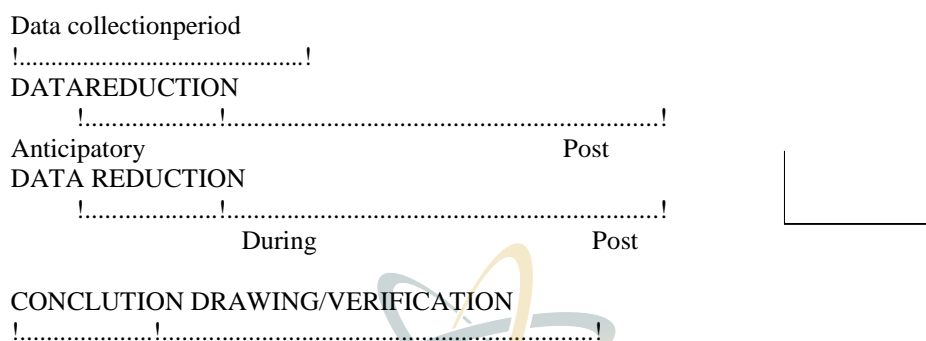 Data collectionperiod
!.............................................!
DATAREDUCTION
!.....................!.................................................................!
Anticipatory Post
DATA REDUCTION
!.....................!.................................................................!
During Post
CONCLUTION DRAWING/VERIFICATION
!.....................!.................................................................!